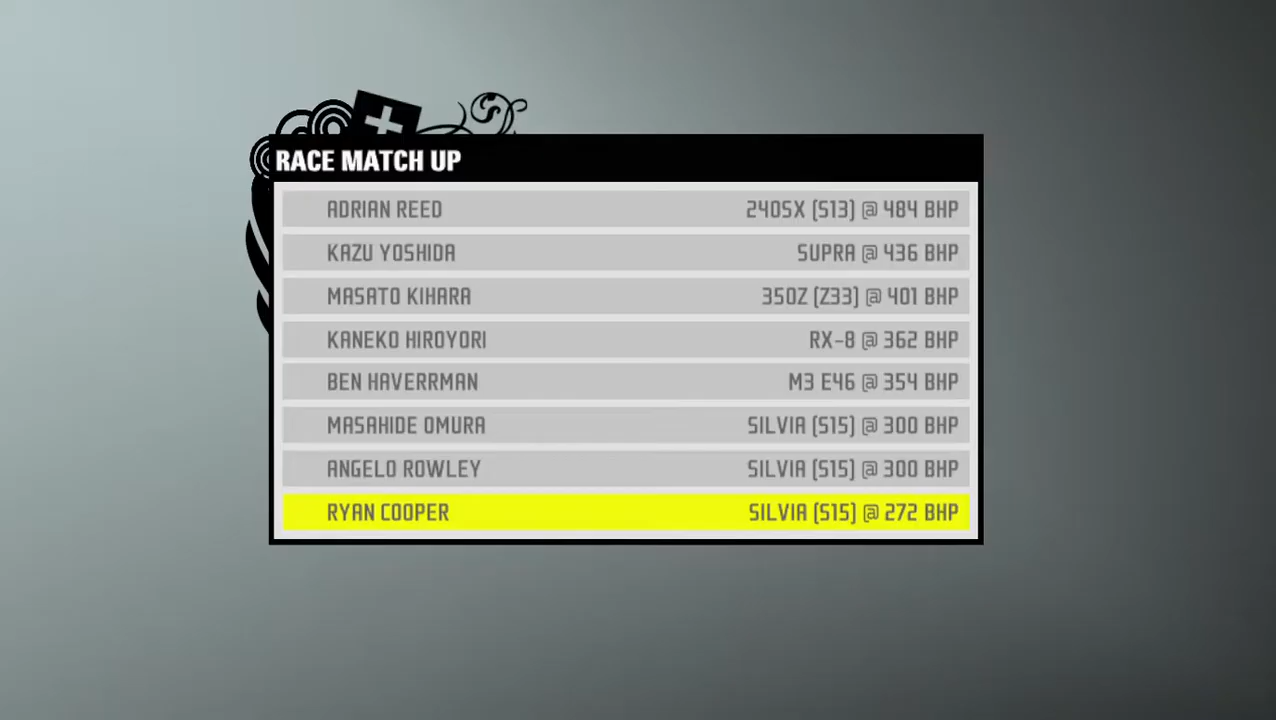 RACE MATCH UP
ADRIAN REED 240SX (S13) @ 484 BHP
KAZU YOSHIDA SUPRA @ 436 BHP
MASATO KIHARA 350Z (Z33) @ 401 BHP
KANEKO HIROYORI RX-8 @ 362 BHP
BEN HAVERRMAN M3 E46 @ 354 BHP
MASAHIDE OMURA SILVIA (S15) @ 300 BHP
ANGELO ROWLEY SILVIA (S15) @ 300 BHP
RYAN COOPER SILVIA (S15) @ 272 BHP